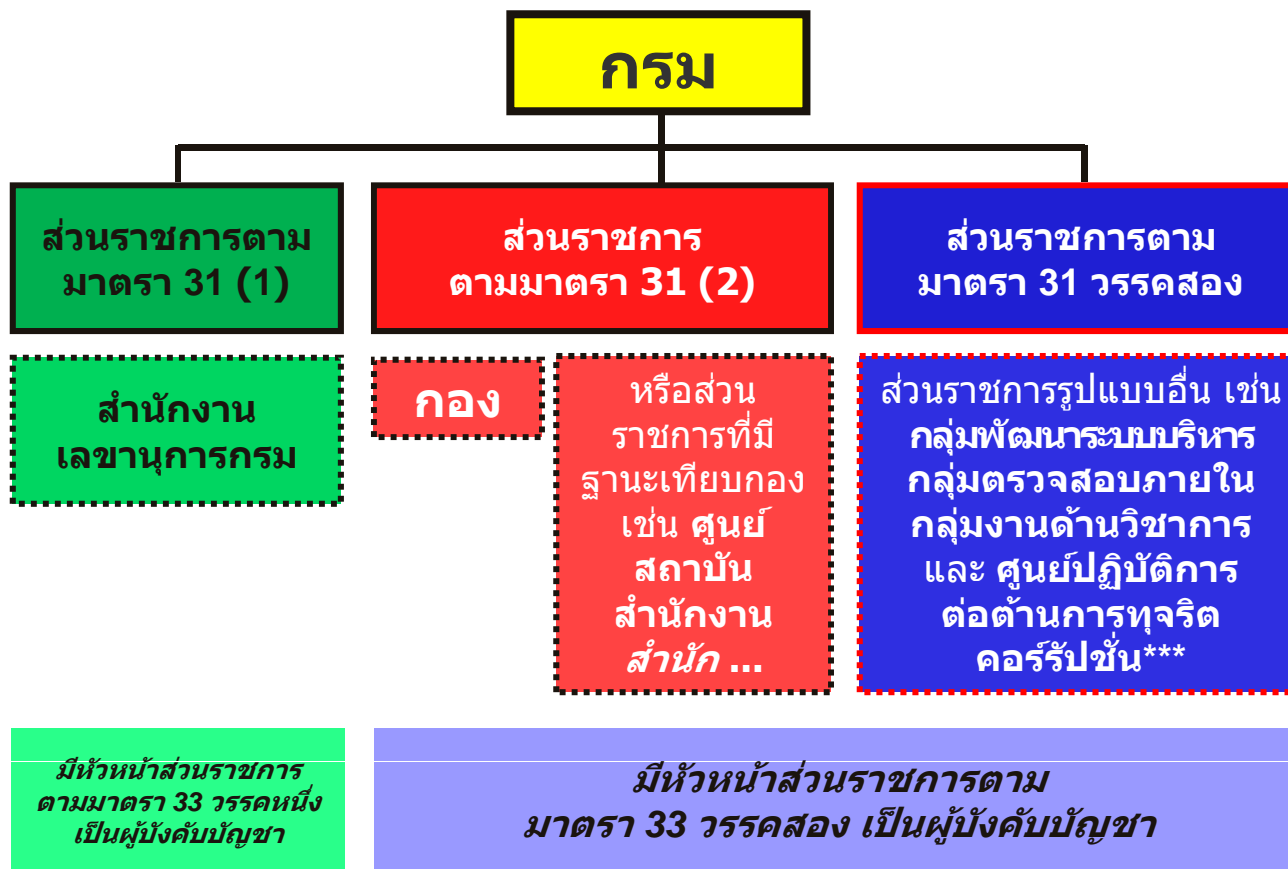 กรม
ส่วนราชการตาม
มาตรา 31 (1)
ส่วนราชการ
ตามมาตรา 31 (2)
ส่วนราชการตาม
มาตรา 31 วรรคสอง
สำนักงาน
เลขานุการกรม
กอง
หรือส่วน
ราชการที่มี
ฐานะเทียบกอง
เช่น ศูนย์
สถาบัน
สำนักงาน
สำนัก ...
ส่วนราชการรูปแบบอื่น เช่น
กลุ่มพัฒนาระบบบริหาร
กลุ่มตรวจสอบภายใน
กลุ่มงานด้านวิชาการ
และ ศูนย์ปฏิบัติการ
ต่อต้านการทุจริต
คอร์รัปชั่น***
มีหัวหน้าส่วนราชการ
ตามมาตรา 33 วรรคหนึ่ง
เป็นผู้บังคับบัญชา
มีหัวหน้าส่วนราชการตาม
มาตรา 33 วรรคสอง เป็นผู้บังคับบัญชา